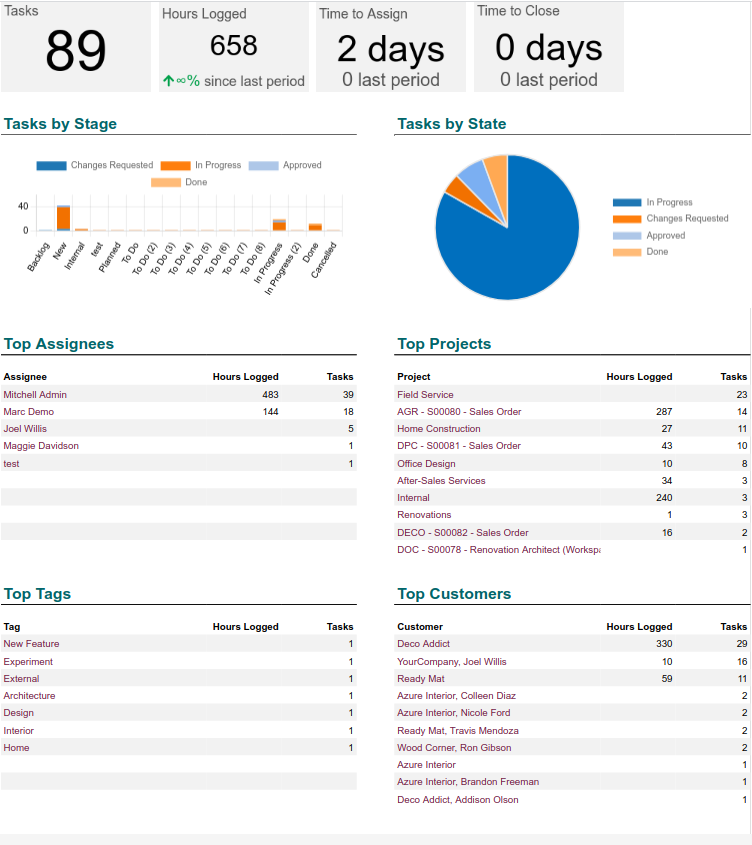 Tasks
89
Hours Logged
658
↑∞% since last period
Time to Assign
2 days
0 last period
Time to Close
0 days
0 last period
Tasks by Stage
Changes Requested In Progress Approved
Done
40
0
Backlog New Internal test Planned To Do To Do (2) To Do (3) To Do (4) To Do (5) To Do (6) To Do (7) To Do (8) In Progress In Progress (2) Done Cancelled
Tasks by State
In Progress
Changes Requested
Approved
Done
Top Assignees
Assignee Hours Logged Tasks
Mitchell Admin 483 39
Marc Demo 144 18
Joel Willis 5
Maggie Davidson 1
test 1
Top Projects
Project Hours Logged Tasks
Field Service 23
AGR - S00080 - Sales Order 287 14
Home Construction 27 11
DPC - S00081 - Sales Order 43 10
Office Design 10 8
After-Sales Services 34 3
Internal 240 3
Renovations 1 3
DECO - S00082 - Sales Order 16 2
DOC - S00078 - Renovation Architect (Workspa 1
Top Tags
Tag Hours Logged Tasks
New Feature 1
Experiment 1
External 1
Architecture 1
Design 1
Interior 1
Home 1
Top Customers
Customer Hours Logged Tasks
Deco Addict 330 29
YourCompany, Joel Willis 10 16
Ready Mat 59 11
Azure Interior, Colleen Diaz 2
Azure Interior, Nicole Ford 2
Ready Mat, Travis Mendoza 2
Wood Corner, Ron Gibson 2
Azure Interior 1
Azure Interior, Brandon Freeman 1
Deco Addict, Addison Olson 1